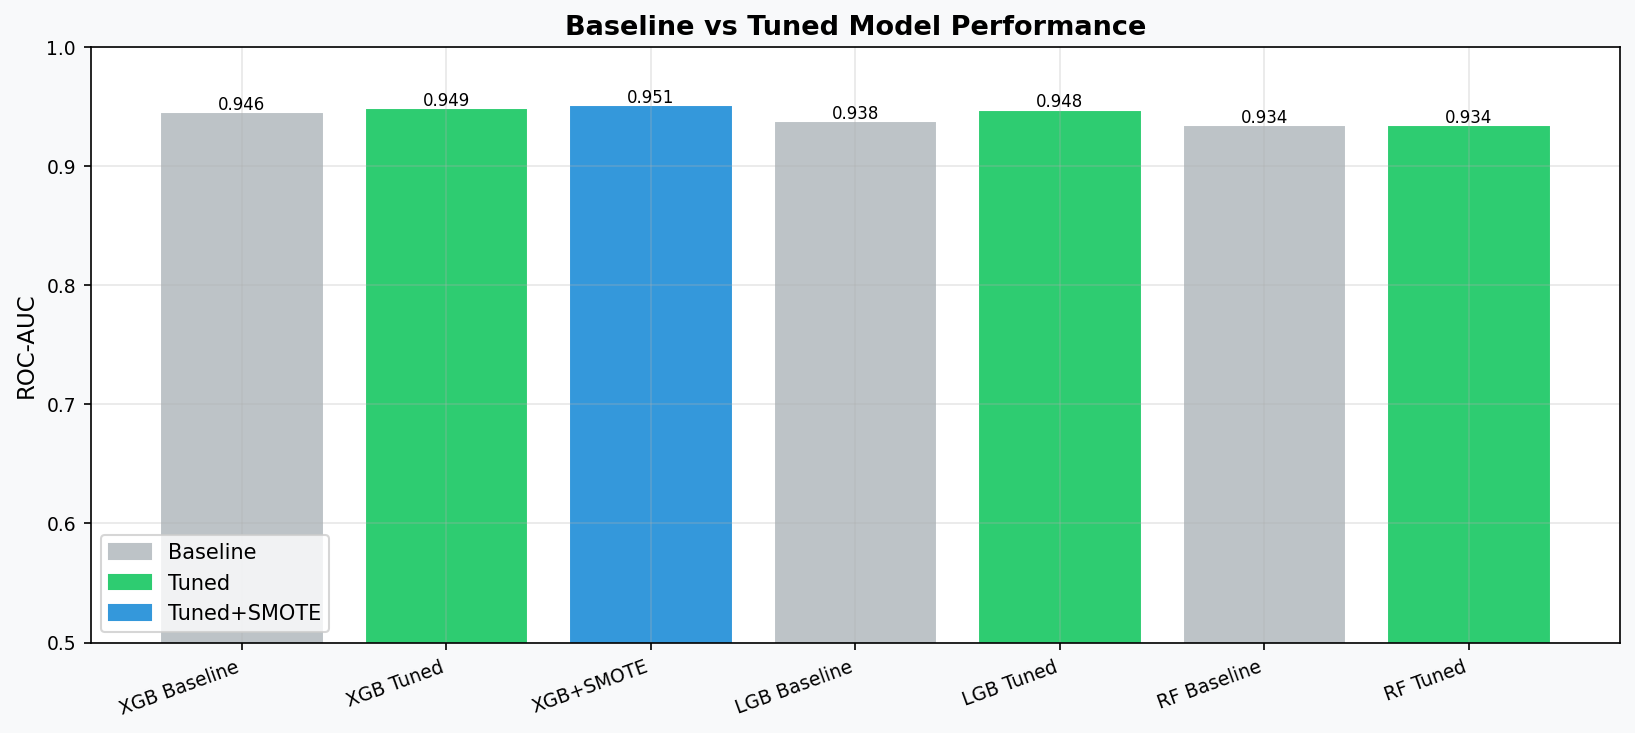 Baseline vs Tuned Model Performance
ROC-AUC
1.0
0.9
0.8
0.7
0.6
0.5
0.946
0.949
0.951
0.938
0.948
0.934
0.934
Baseline
Tuned
Tuned+SMOTE
XGB Baseline
XGB Tuned
XGB+SMOTE
LGB Baseline
LGB Tuned
RF Baseline
RF Tuned